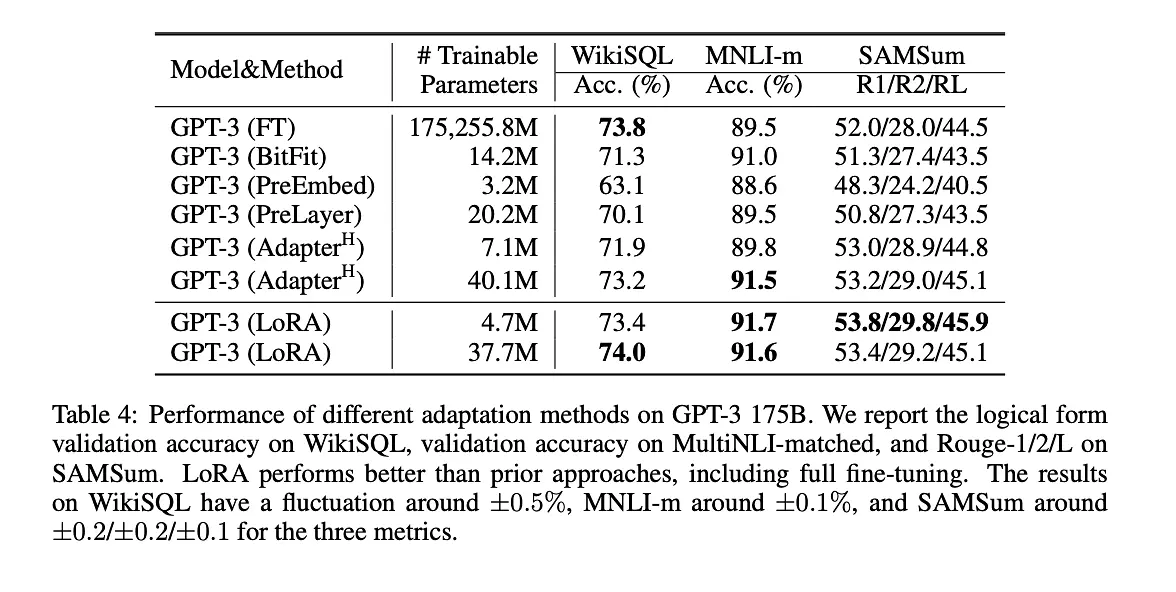 Model&Method # Trainable Parameters WikiSQL MNLI-m SAMSum
Acc. (%) Acc. (%) R1/R2/RL
GPT-3 (FT) 175,255.8M 73.8 89.5 52.0/28.0/44.5
GPT-3 (BitFit) 14.2M 71.3 91.0 51.3/27.4/43.5
GPT-3 (PreEmbed) 3.2M 63.1 88.6 48.3/24.2/40.5
GPT-3 (PreLayer) 20.2M 70.1 89.5 50.8/27.3/43.5
GPT-3 (Adapterᴴ) 7.1M 71.9 89.8 53.0/28.9/44.8
GPT-3 (Adapterᴴ) 40.1M 73.2 91.5 53.2/29.0/45.1
GPT-3 (LoRA) 4.7M 73.4 91.7 53.8/29.8/45.9
GPT-3 (LoRA) 37.7M 74.0 91.6 53.4/29.2/45.1
Table 4: Performance of different adaptation methods on GPT-3 175B. We report the logical form
validation accuracy on WikiSQL, validation accuracy on MultiNLI-matched, and Rouge-1/2/L on
SAMSum. LoRA performs better than prior approaches, including full fine-tuning. The results
on WikiSQL have a fluctuation around ±0.5%, MNLI-m around ±0.1%, and SAMSum around
±0.2/±0.2/±0.1 for the three metrics.